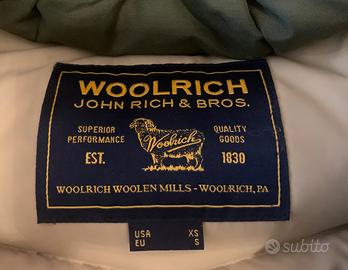 WOOLRICH
JOHN RICH & BROS.
SUPERIOR PERFORMANCE
QUALITY GOODS
Woolrich
EST. 1830
WOOLRICH WOOLEN MILLS - WOOLRICH, PA
USA XS
EU S
subito